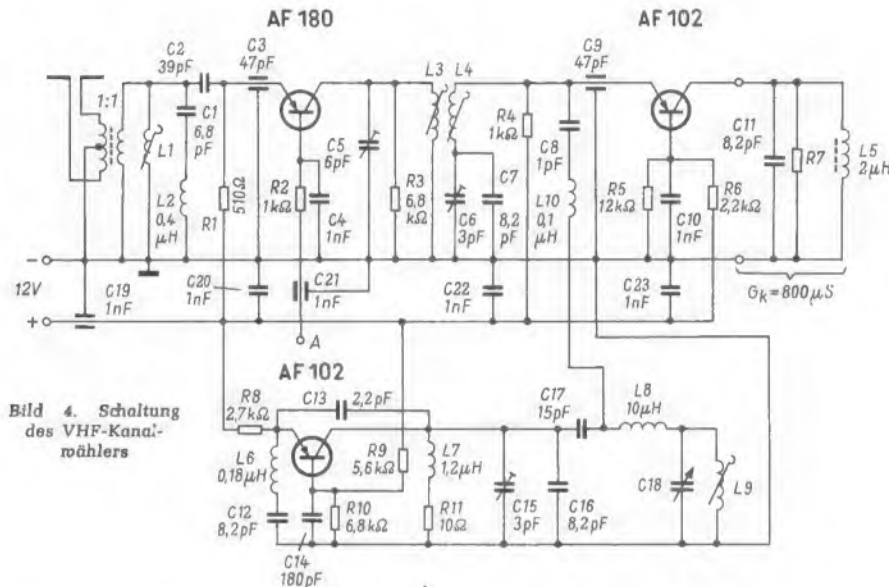 AF 180
AF 102
C2
39pF
C3
47pF
L3
L4
C9
47pF
1:1
C1
6,8
pF
L1
C5
6pF
R4
1kΩ
C8
1pF
C11
8,2pF
R7
L5
2µH
L2
0,4
µH
R1
510Ω
R2
1kΩ
C4
1nF
R3
6,8
kΩ
C6
3pF
C7
8,2
pF
L10
0,1
µH
R5
12kΩ
C10
1nF
R6
2,2kΩ
−
12V
+
C19
1nF
C20
1nF
C21
1nF
C22
1nF
C23
1nF
Gk=800µS
A
AF 102
Bild 4. Schaltung
des VHF-Kanal-
wählers
R8
2,7kΩ
C13
2,2pF
C17
15pF
L8
10µH
L6
0,18µH
R9
5,6kΩ
L7
1,2µH
C12
8,2pF
R10
6,8kΩ
R11
10Ω
C15
3pF
C16
8,2pF
C18
L9
C14
180pF